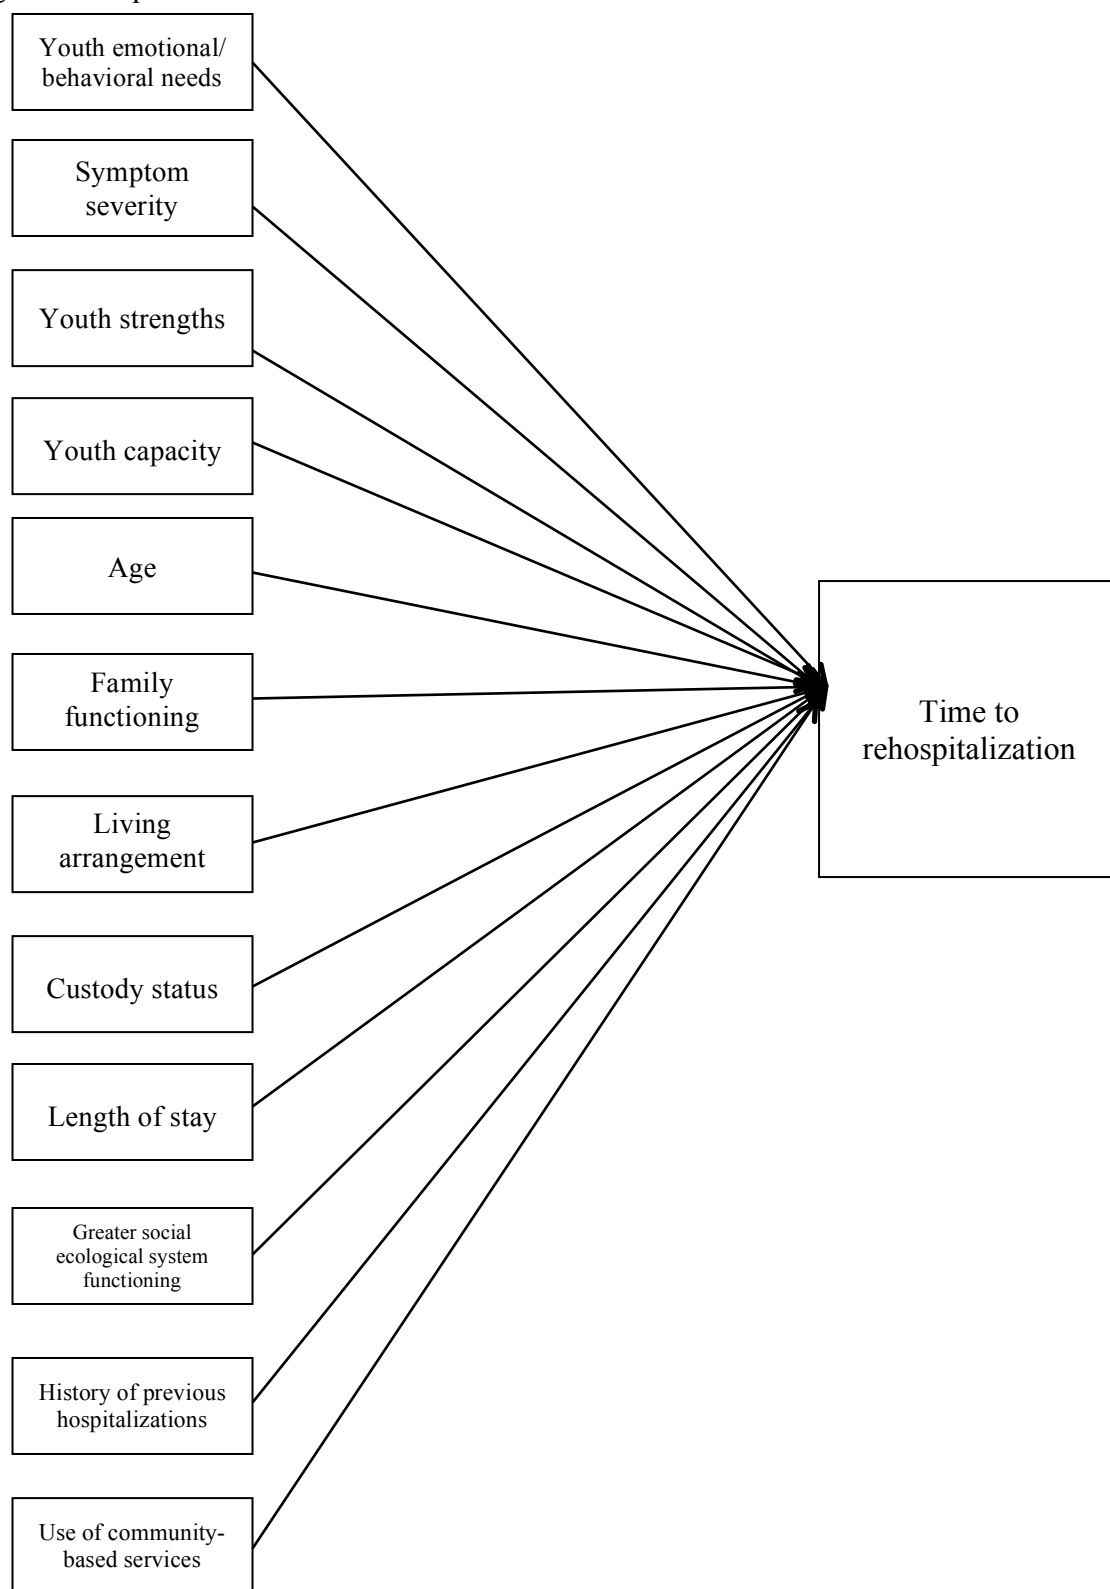 Youth emotional/
behavioral needs
Symptom
severity
Youth strengths
Youth capacity
Age
Family
functioning
Living
arrangement
Custody status
Length of stay
Greater social
ecological system
functioning
History of previous
hospitalizations
Use of community-
based services
Time to
rehospitalization